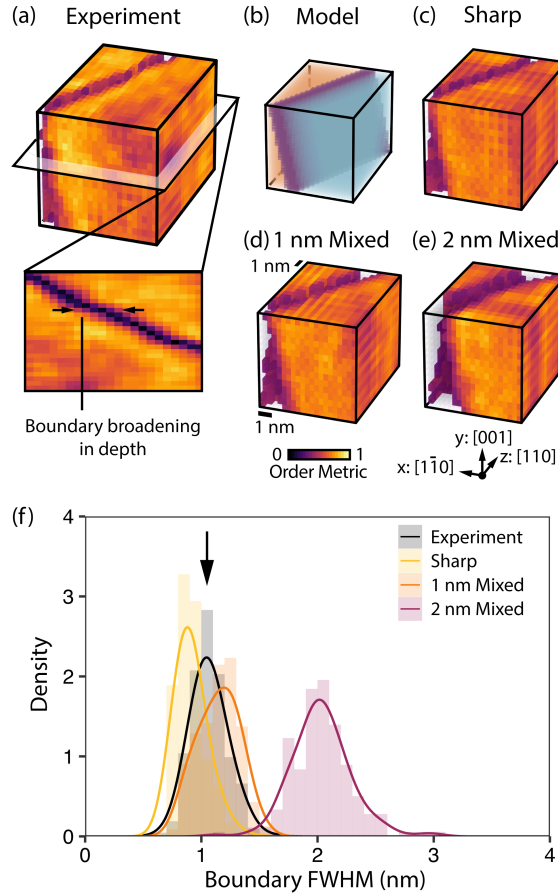 (a) Experiment
(b) Model
(c) Sharp
(d) 1 nm Mixed
(e) 2 nm Mixed
1 nm
1 nm
Boundary broadening
in depth
0 1
Order Metric
y: [001]
z: [110]
x: [11̅0]
(f)
4
3
2
1
0
Density
Experiment
Sharp
1 nm Mixed
2 nm Mixed
0 1 2 3 4
Boundary FWHM (nm)